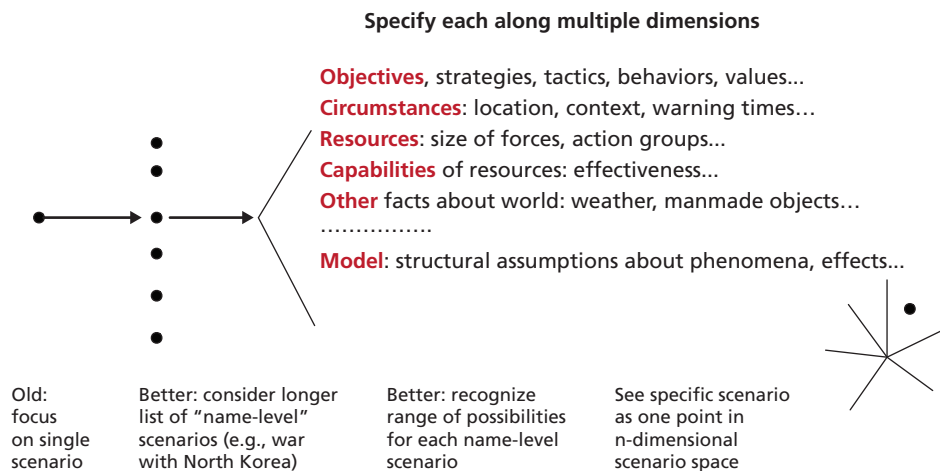 Specify each along multiple dimensions
Objectives, strategies, tactics, behaviors, values...
Circumstances: location, context, warning times…
Resources: size of forces, action groups...
Capabilities of resources: effectiveness...
Other facts about world: weather, manmade objects…
................
Model: structural assumptions about phenomena, effects...
Old:
focus
on single
scenario
Better: consider longer
list of “name-level”
scenarios (e.g., war
with North Korea)
Better: recognize
range of possibilities
for each name-level
scenario
See specific scenario
as one point in
n-dimensional
scenario space